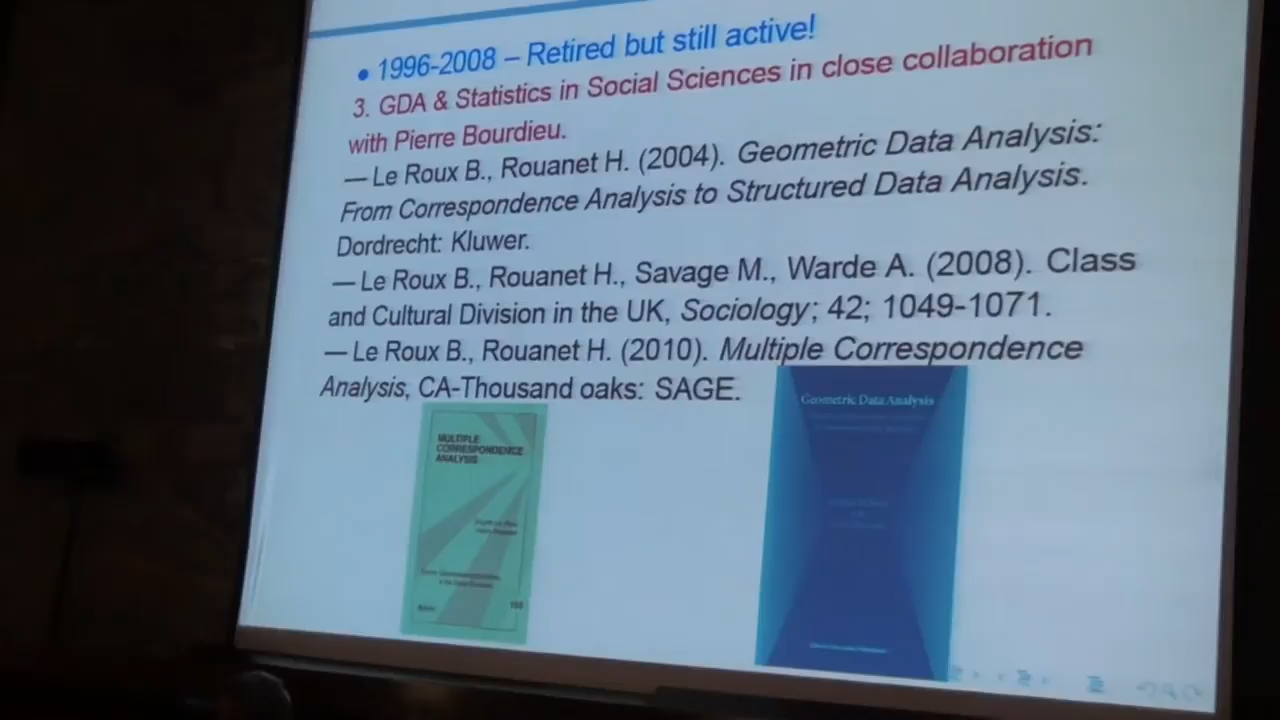 • 1996-2008 – Retired but still active!
3. GDA & Statistics in Social Sciences in close collaboration
with Pierre Bourdieu.
— Le Roux B., Rouanet H. (2004). Geometric Data Analysis:
From Correspondence Analysis to Structured Data Analysis.
Dordrecht: Kluwer.
— Le Roux B., Rouanet H., Savage M., Warde A. (2008). Class
and Cultural Division in the UK, Sociology; 42; 1049-1071.
— Le Roux B., Rouanet H. (2010). Multiple Correspondence
Analysis, CA-Thousand oaks: SAGE.
Geometric Data Analysis
MULTIPLE
CORRESPONDENCE
ANALYSIS